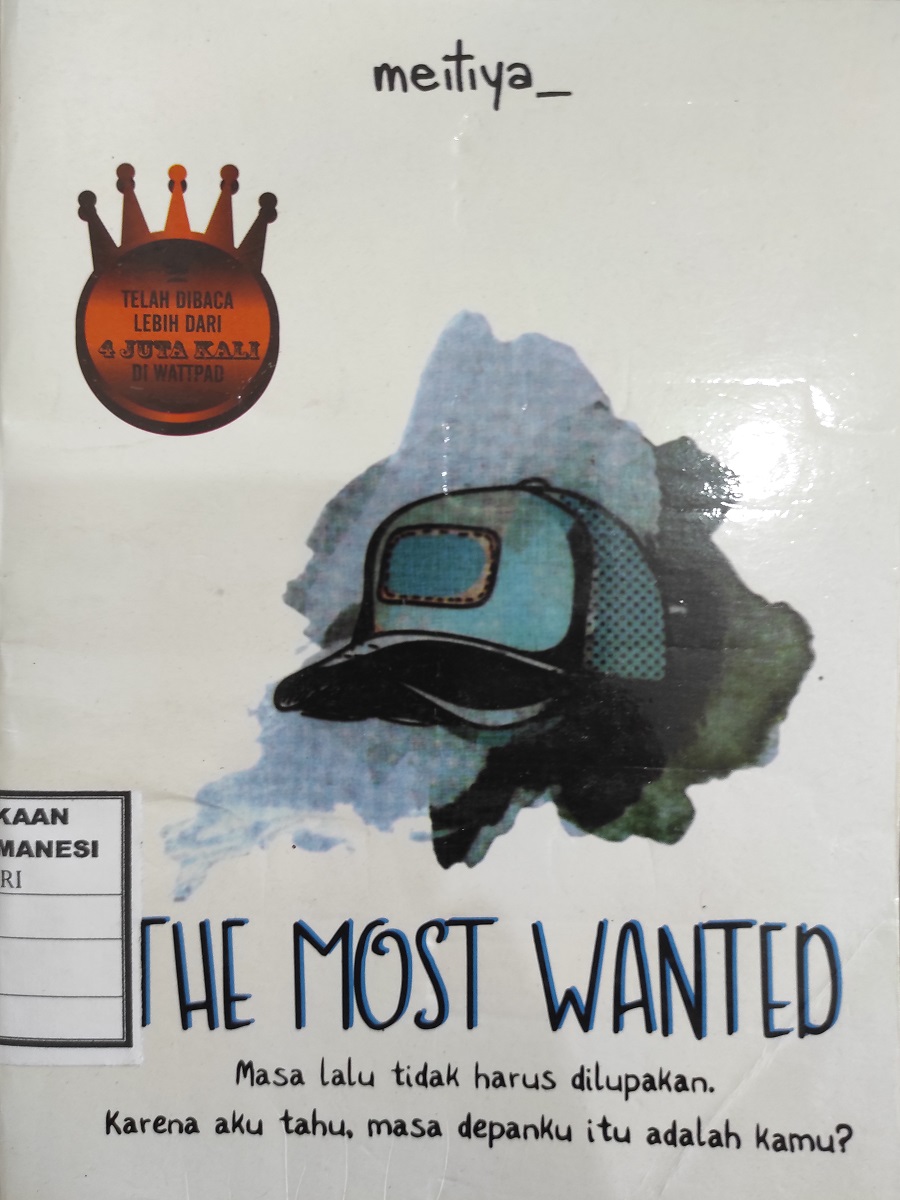 meitiya_
TELAH DIBACA
LEBIH DARI
4 JUTA KALI
DI WATTPAD
KAAN
MANESI
RI
THE MOST WANTED
Masa lalu tidak harus dilupakan.
Karena aku tahu, masa depanku itu adalah kamu?